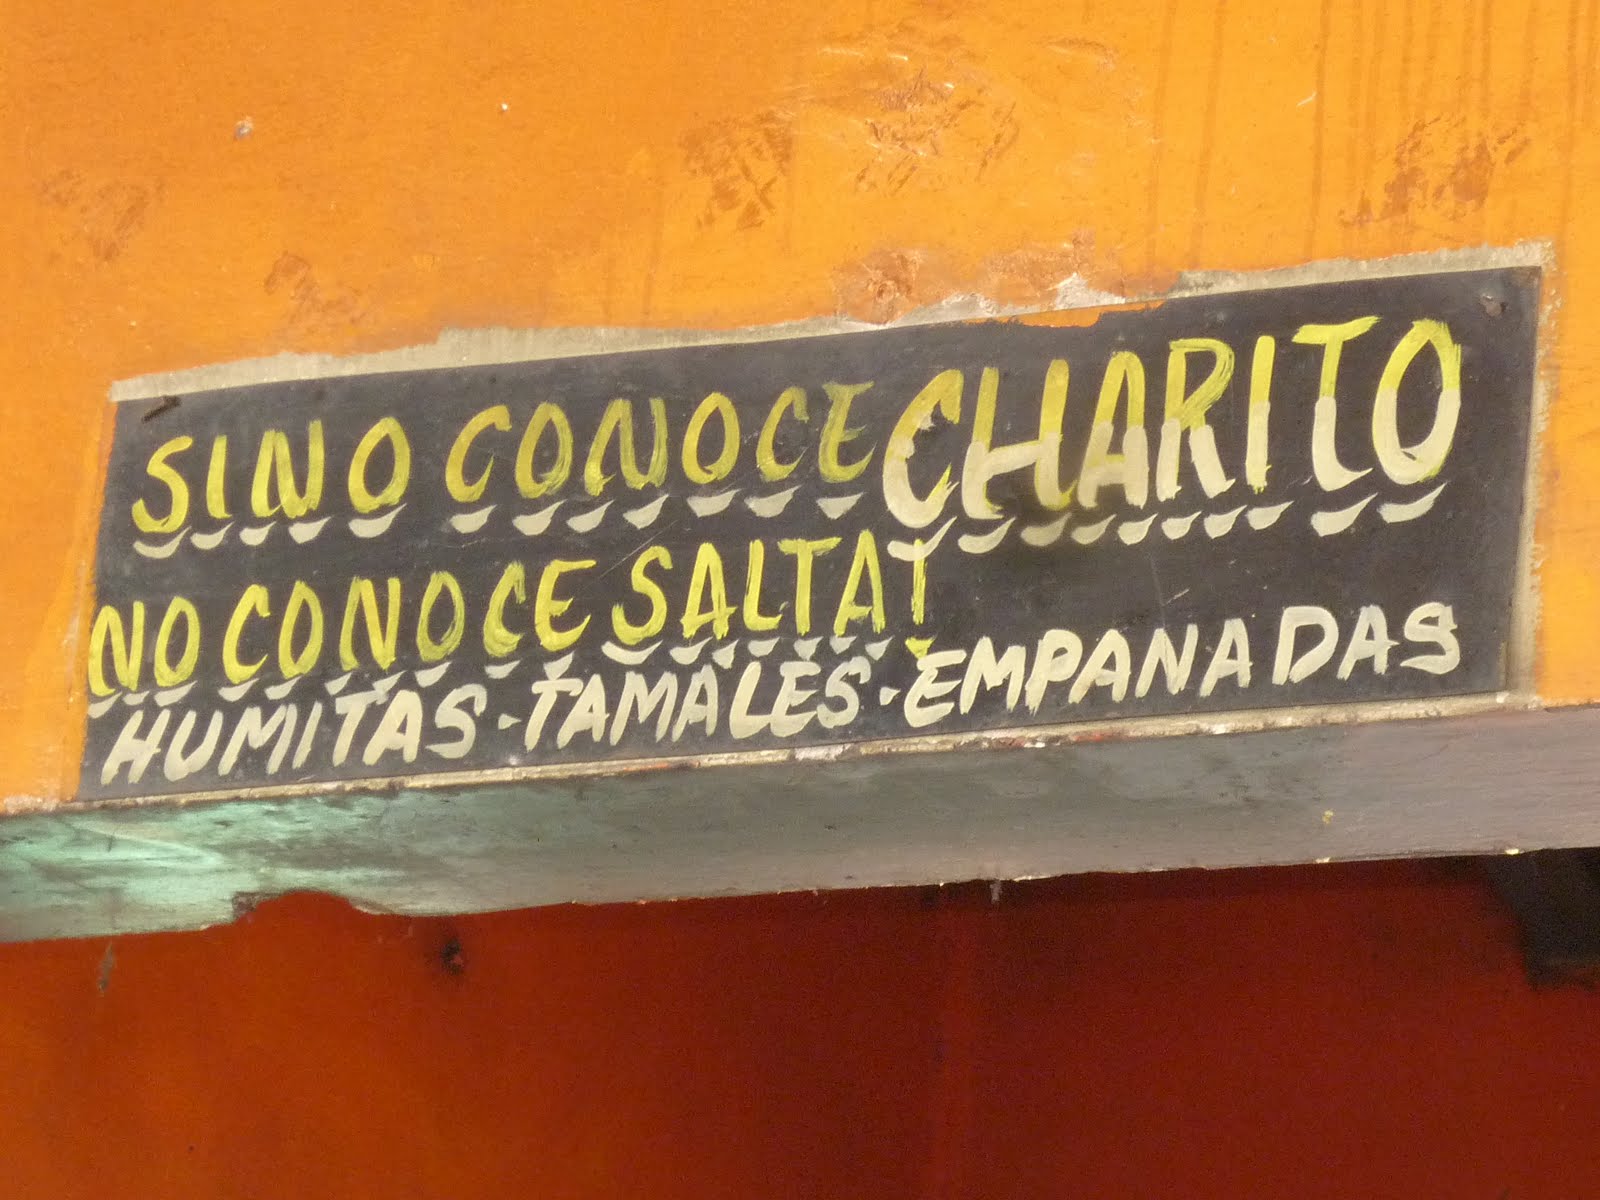 SINO CONOCE CHARITO
NO CONOCE SALTA!
HUMITAS - TAMALES - EMPANADAS